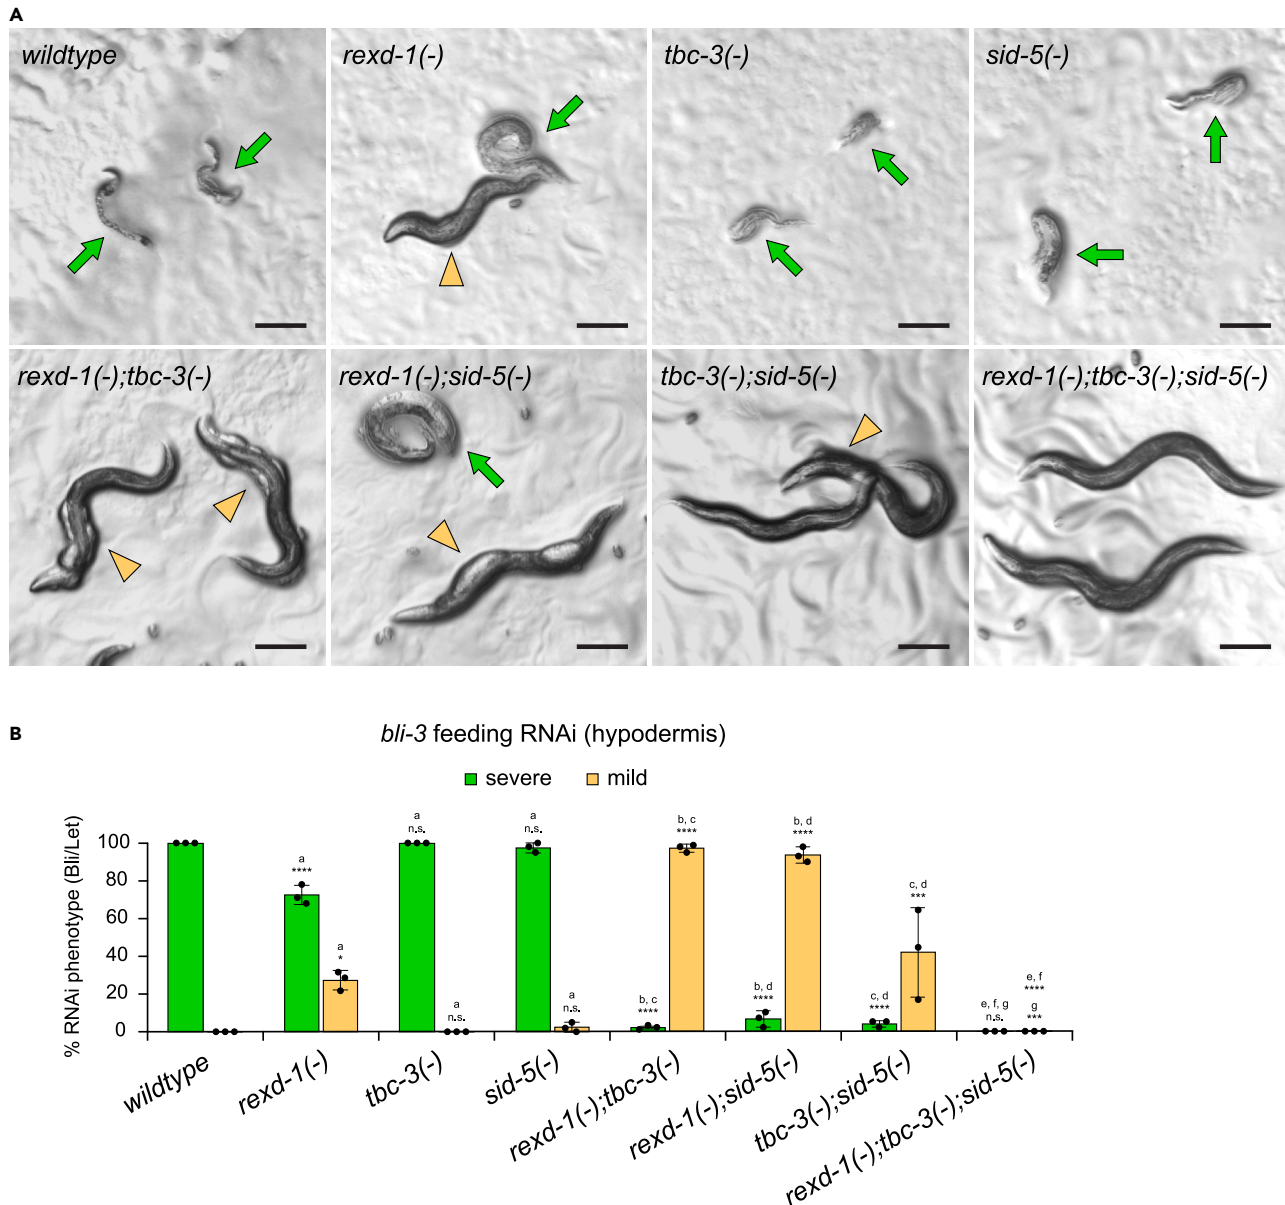 A
wildtype
rexd-1(-)
tbc-3(-)
sid-5(-)
rexd-1(-);tbc-3(-)
rexd-1(-);sid-5(-)
tbc-3(-);sid-5(-)
rexd-1(-);tbc-3(-);sid-5(-)
B
bli-3 feeding RNAi (hypodermis)
severe
mild
% RNAi phenotype (Bli/Let)
100
80
60
40
20
0
a
****
a
*
a
n.s.
a
n.s.
a
n.s.
a
n.s.
b, c
****
b, c
****
b, d
****
b, d
****
c, d
****
c, d
***
e, f, g
n.s.
e, f
****
g
***
wildtype
rexd-1(-)
tbc-3(-)
sid-5(-)
rexd-1(-);tbc-3(-)
rexd-1(-);sid-5(-)
tbc-3(-);sid-5(-)
rexd-1(-);tbc-3(-);sid-5(-)